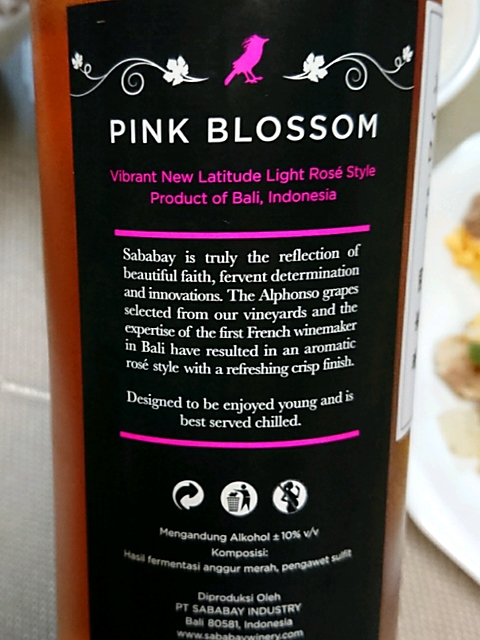 PINK BLOSSOM
Vibrant New Latitude Light Rosé Style
Product of Bali, Indonesia
Sababay is truly the reflection of
beautiful faith, fervent determination
and innovations. The Alphonso grapes
selected from our vineyards and the
expertise of the first French winemaker
in Bali have resulted in an aromatic
rosé style with a refreshing crisp finish.
Designed to be enjoyed young and is
best served chilled.
Mengandung Alkohol ± 10% v/v
Komposisi:
Hasil fermentasi anggur merah, pengawet sulfit
Diproduksi Oleh
PT SABABAY INDUSTRY
Bali 80581, Indonesia
www.sababaywinery.com